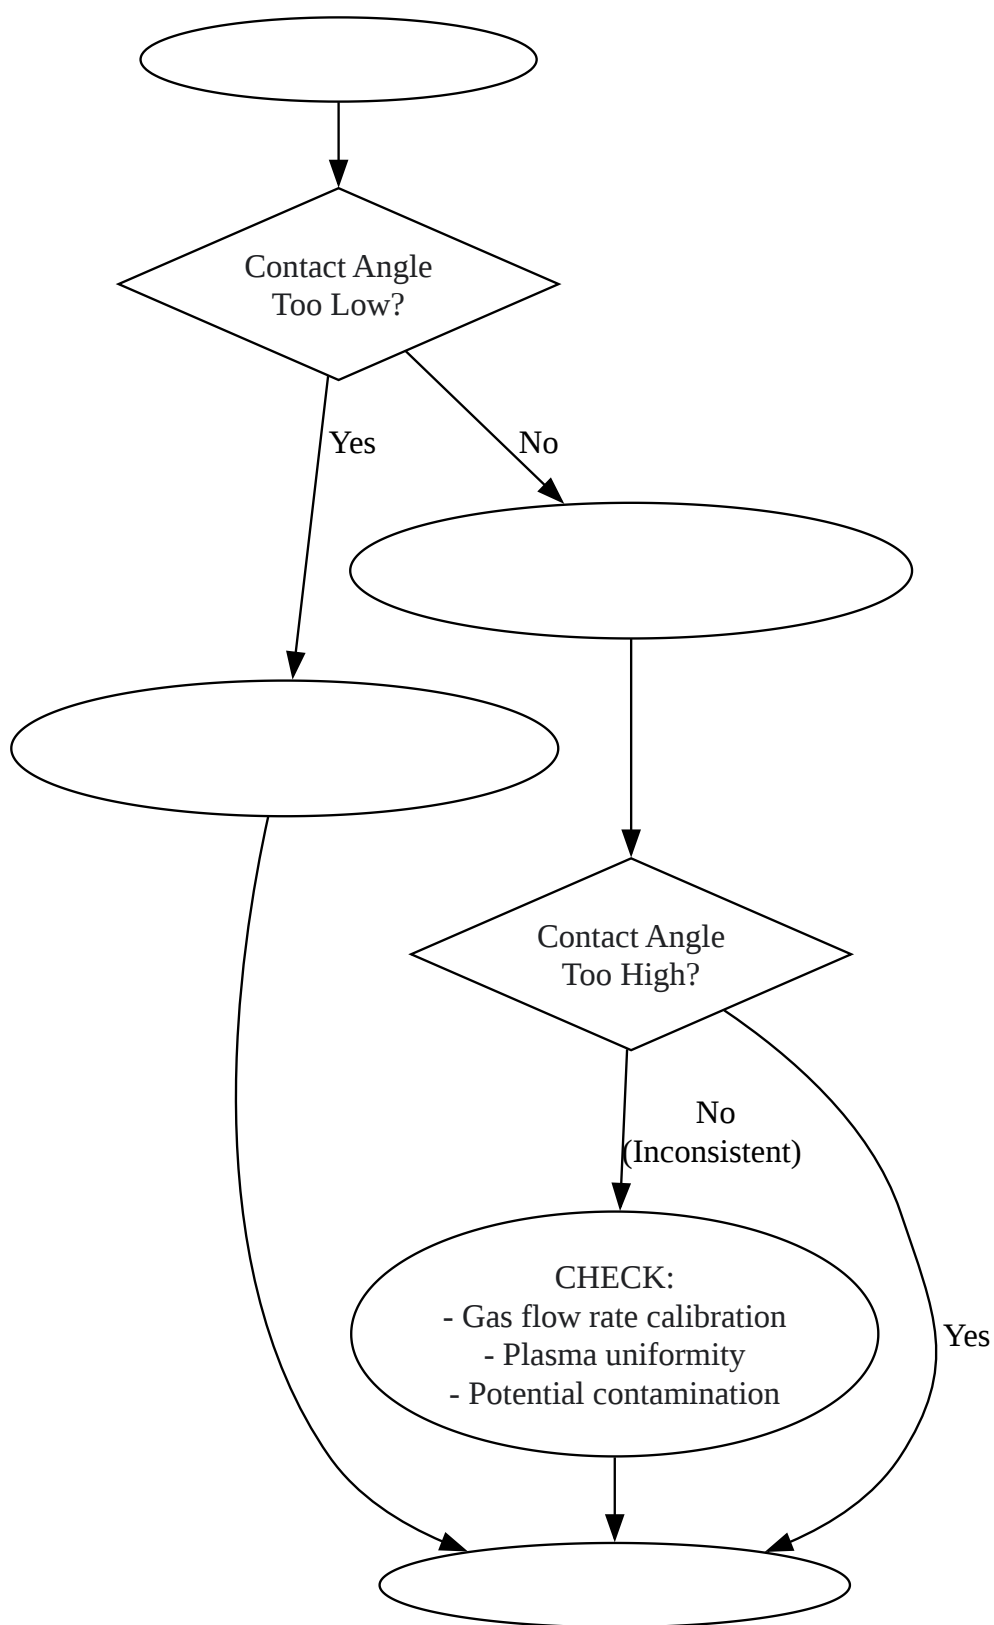 Contact Angle
Too Low?
Yes
No
Contact Angle
Too High?
No
(Inconsistent)
CHECK:
- Gas flow rate calibration
- Plasma uniformity
- Potential contamination
Yes